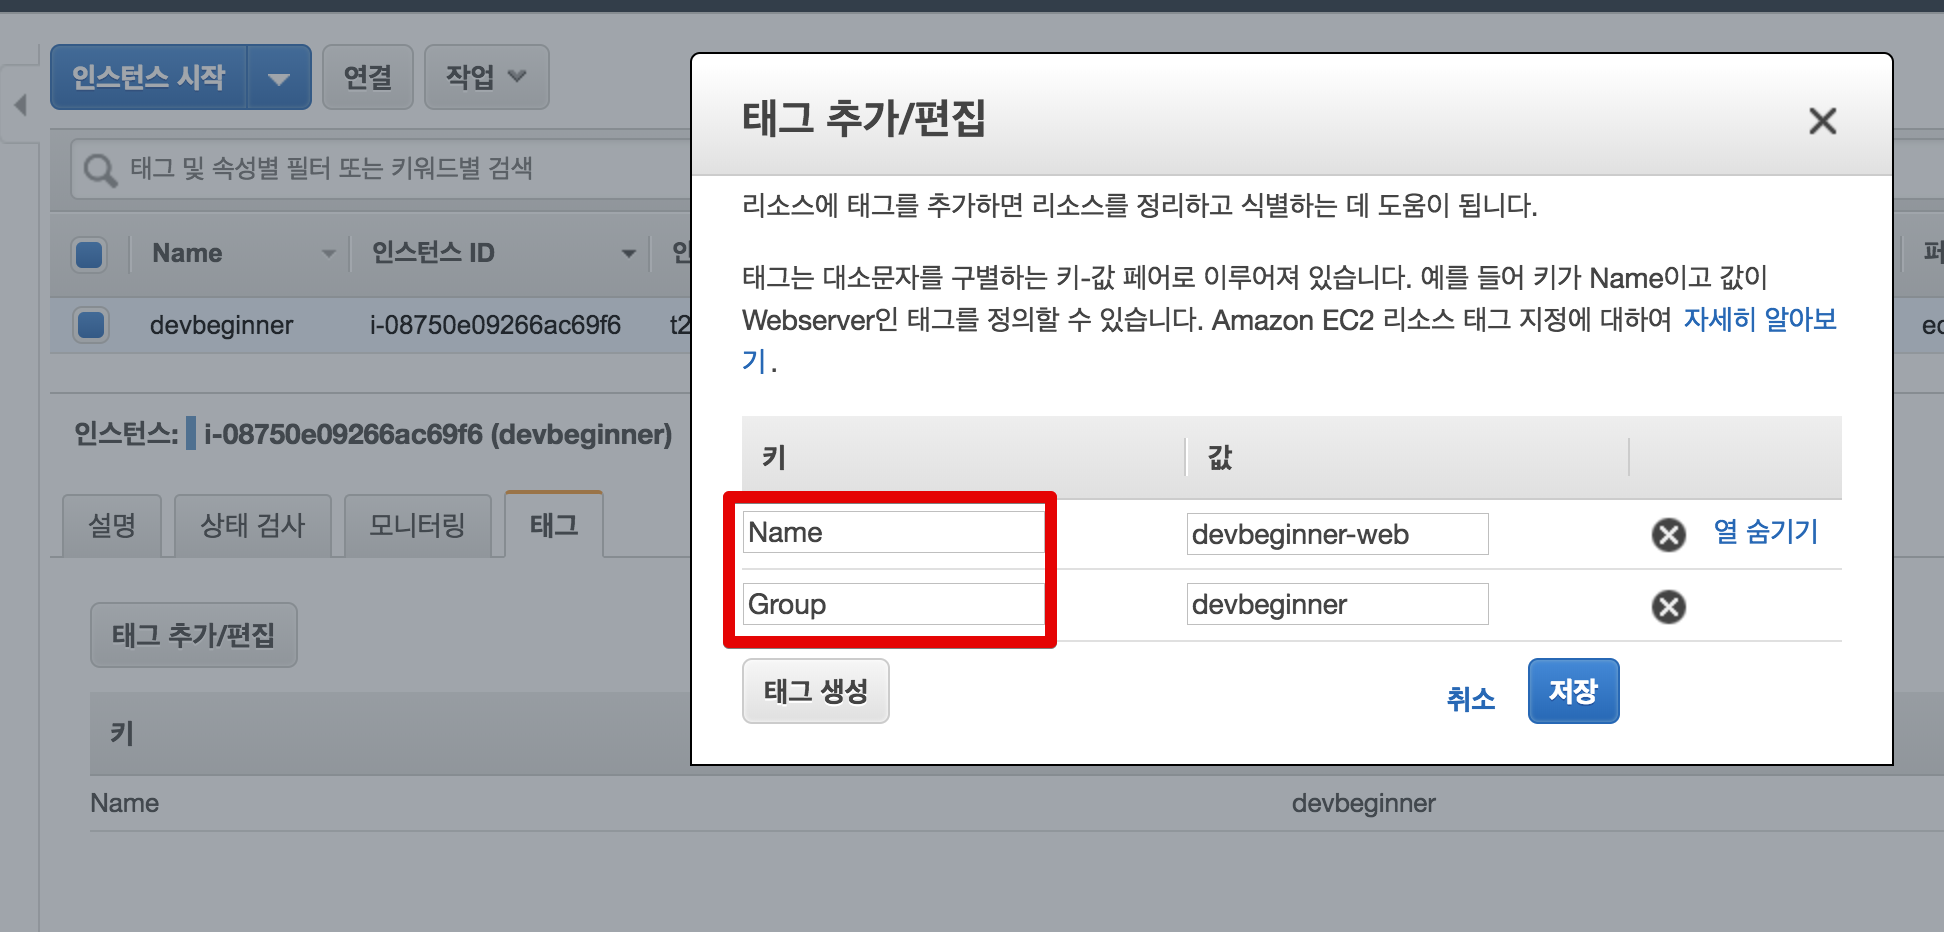 인스턴스 시작
연결
작업
태그 및 속성별 필터 또는 키워드별 검색
Name
인스턴스 ID
devbeginner
i-08750e09266ac69f6
t2
인스턴스: i-08750e09266ac69f6 (devbeginner)
설명
상태 검사
모니터링
태그
태그 추가/편집
키
Name
devbeginner
태그 추가/편집
리소스에 태그를 추가하면 리소스를 정리하고 식별하는 데 도움이 됩니다.
태그는 대소문자를 구별하는 키-값 페어로 이루어져 있습니다. 예를 들어 키가 Name이고 값이
Webserver인 태그를 정의할 수 있습니다. Amazon EC2 리소스 태그 지정에 대하여 자세히 알아보
기.
키
값
Name
devbeginner-web
열 숨기기
Group
devbeginner
태그 생성
취소
저장